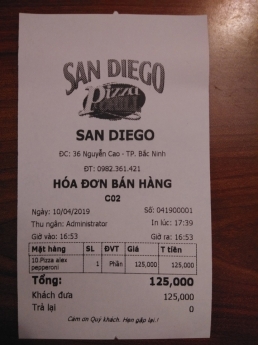 SAN DIEGO
Pizza
SAN DIEGO
ĐC: 36 Nguyễn Cao - TP. Bắc Ninh
ĐT: 0982.361.421
HÓA ĐƠN BÁN HÀNG
C02
Ngày: 10/04/2019 Số: 041900001
Thu ngân: Administrator In lúc: 17:39
Giờ vào: 16:53 Giờ ra: 16:53
Mặt hàng SL ĐVT Giá T tiền
10.Pizza alex 1 Phần 125,000 125,000
pepperoni
Tổng: 125,000
Khách đưa 125,000
Trả lại 0
Cảm ơn Quý khách. Hẹn gặp lại!